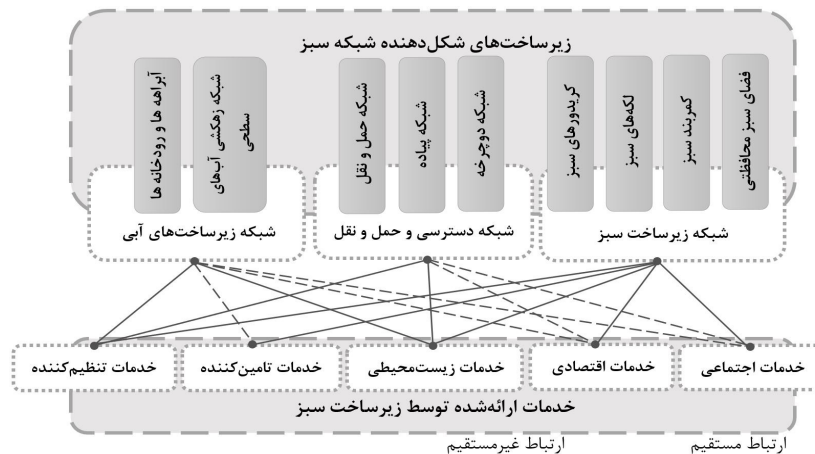 زیرساخت‌های شکل‌دهنده شبکه سبز
فضای سبز محافظتی
کمربند سبز
لکه‌های سبز
کریدورهای سبز
شبکه دوچرخه
شبکه پیاده
شبکه حمل و نقل
شبکه زهکشی آب‌های
سطحی
آبراهه ها و رودخانه ها
شبکه زیرساخت سبز
شبکه دسترسی و حمل و نقل
شبکه زیرساخت‌های آبی
خدمات اجتماعی
خدمات اقتصادی
خدمات زیست‌محیطی
خدمات تامین‌کننده
خدمات تنظیم‌کننده
خدمات ارائه‌شده توسط زیرساخت سبز
ارتباط مستقیم
ارتباط غیرمستقیم